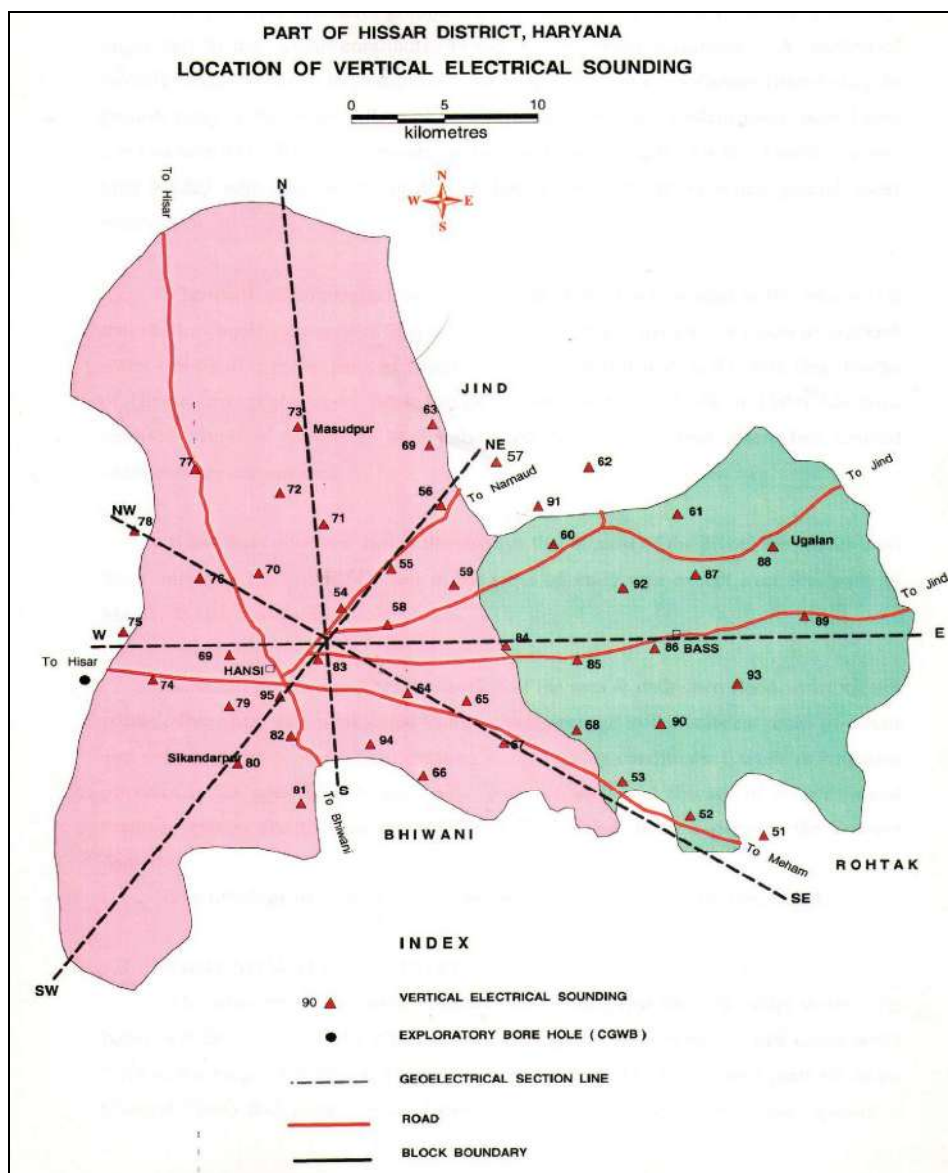 PART OF HISSAR DISTRICT, HARYANA
LOCATION OF VERTICAL ELECTRICAL SOUNDING
0 5 10
kilometres
N
W E
S
To Hisar
N
JIND
73
Masudpur
63
69
NE
57
62
To Jind
77
72
56
To Narnaud
91
61
NW
78
71
60
Ugalan
88
55
70
76
59
92
87
To Jind
54
58
89
75
W
E
84
86
BASS
To Hisar
69
HANSI
83
85
74
64
65
93
79
95
68
90
82
94
67
Sikandarpur
80
66
53
81
S
To Bhiwani
52
51
BHIWANI
To Meham
ROHTAK
SE
SW
INDEX
90 VERTICAL ELECTRICAL SOUNDING
EXPLORATORY BORE HOLE (CGWB)
GEOELECTRICAL SECTION LINE
ROAD
BLOCK BOUNDARY